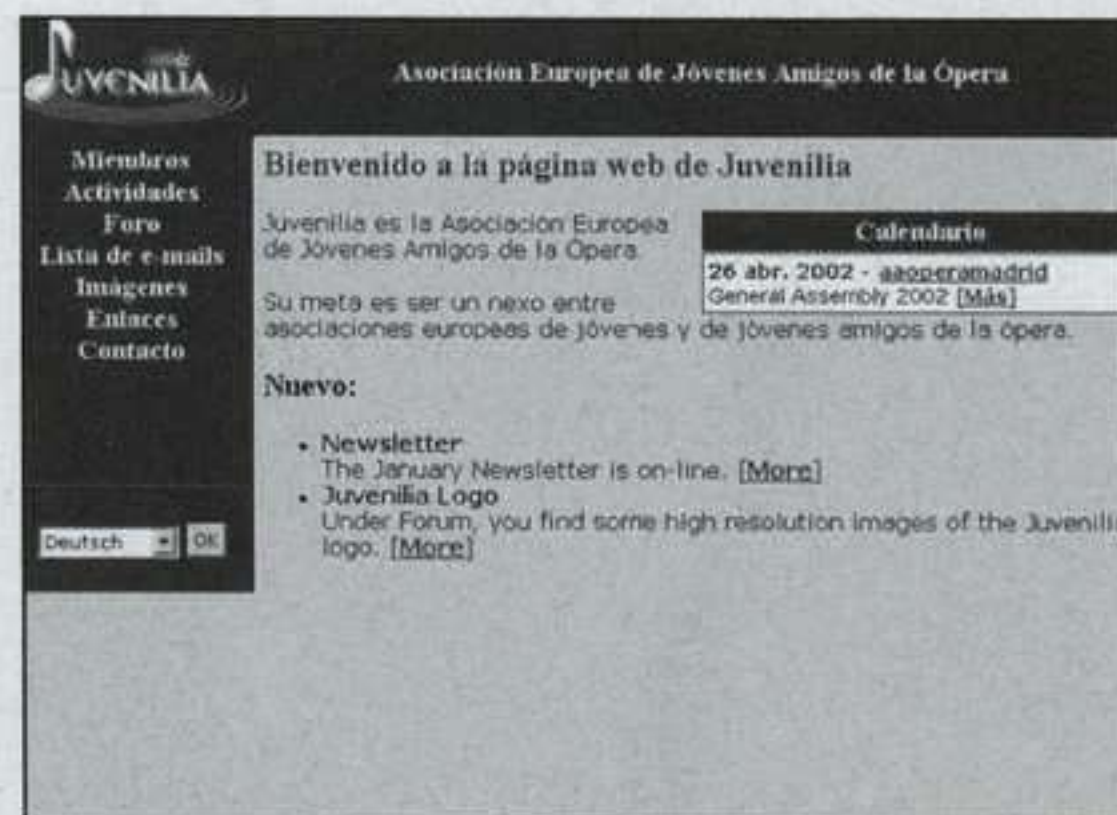 JUVENILIA
Asociación Europea de Jóvenes Amigos de la Ópera
Miembros
Actividades
Foro
Lista de e-mails
Imágenes
Enlaces
Contacto
Deutsch
OK
Bienvenido a la página web de Juvenilia
Juvenilia es la Asociación Europea
de Jóvenes Amigos de la Ópera.
Su meta es ser un nexo entre
asociaciones europeas de jóvenes y de jóvenes amigos de la ópera.
Calendario
26 abr. 2002 - aaoperamadrid
General Assembly 2002 [Más]
Nuevo:
• Newsletter
The January Newsletter is on-line. [More]
• Juvenilia Logo
Under Forum, you find some high resolution images of the Juvenili
logo. [More]